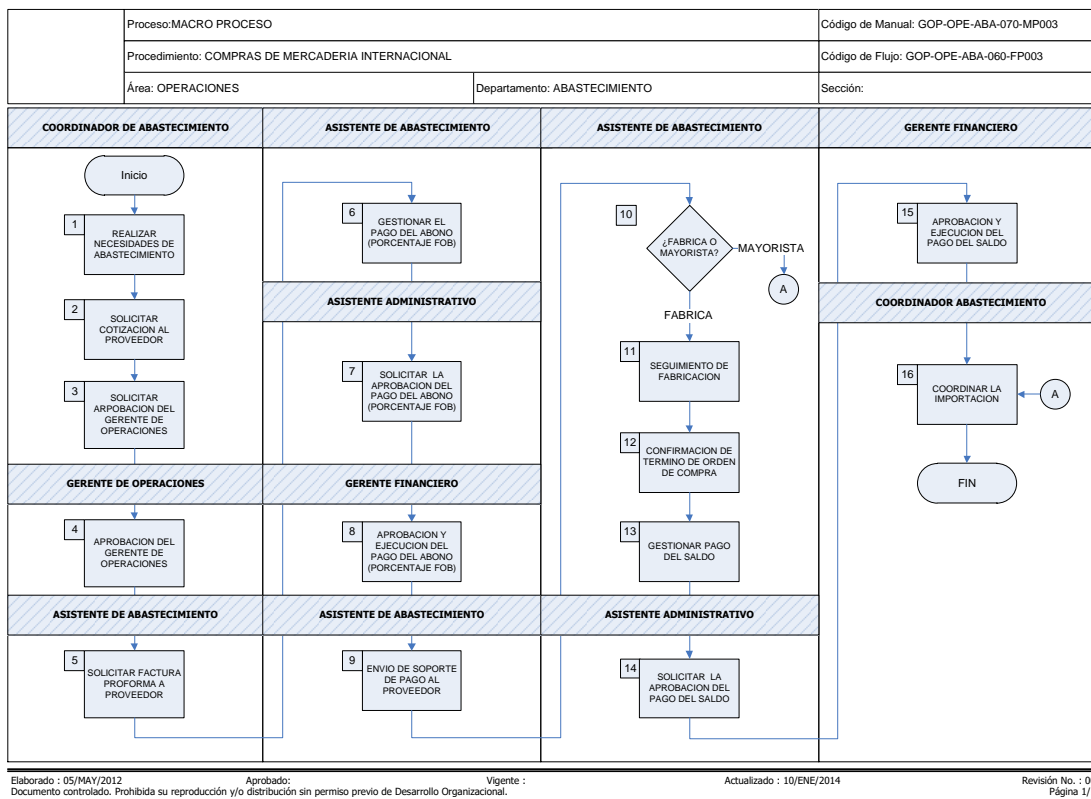 Proceso:MACRO PROCESO
Código de Manual: GOP-OPE-ABA-070-MP003
Procedimiento: COMPRAS DE MERCADERIA INTERNACIONAL
Código de Flujo: GOP-OPE-ABA-060-FP003
Área: OPERACIONES
Departamento: ABASTECIMIENTO
Sección:
COORDINADOR DE ABASTECIMIENTO
Inicio
1
REALIZAR
NECESIDADES DE
ABASTECIMIENTO
2
SOLICITAR
COTIZACION AL
PROVEEDOR
3
SOLICITAR
ARPOBACION DEL
GERENTE DE
OPERACIONES
GERENTE DE OPERACIONES
4
APROBACION DEL
GERENTE DE
OPERACIONES
ASISTENTE DE ABASTECIMIENTO
5
SOLICITAR FACTURA
PROFORMA A
PROVEEDOR
ASISTENTE DE ABASTECIMIENTO
6
GESTIONAR EL
PAGO DEL ABONO
(PORCENTAJE FOB)
ASISTENTE ADMINISTRATIVO
7
SOLICITAR LA
APROBACION DEL
PAGO DEL ABONO
(PORCENTAJE FOB)
GERENTE FINANCIERO
8
APROBACION Y
EJECUCION DEL
PAGO DEL ABONO
(PORCENTAJE FOB)
ASISTENTE DE ABASTECIMIENTO
9
ENVIO DE SOPORTE
DE PAGO AL
PROVEEDOR
ASISTENTE DE ABASTECIMIENTO
10
¿FABRICA O
MAYORISTA?
MAYORISTA
A
FABRICA
11
SEGUIMIENTO DE
FABRICACION
12
CONFIRMACION DE
TERMINO DE ORDEN
DE COMPRA
13
GESTIONAR PAGO
DEL SALDO
ASISTENTE ADMINISTRATIVO
14
SOLICITAR LA
APROBACION DEL
PAGO DEL SALDO
GERENTE FINANCIERO
15
APROBACION Y
EJECUCION DEL
PAGO DEL SALDO
COORDINADOR ABASTECIMIENTO
16
COORDINAR LA
IMPORTACION
A
FIN
Elaborado : 05/MAY/2012
Aprobado:
Vigente :
Actualizado : 10/ENE/2014
Revisión No. : 0
Documento controlado. Prohibida su reproducción y/o distribución sin permiso previo de Desarrollo Organizacional.
Página 1/